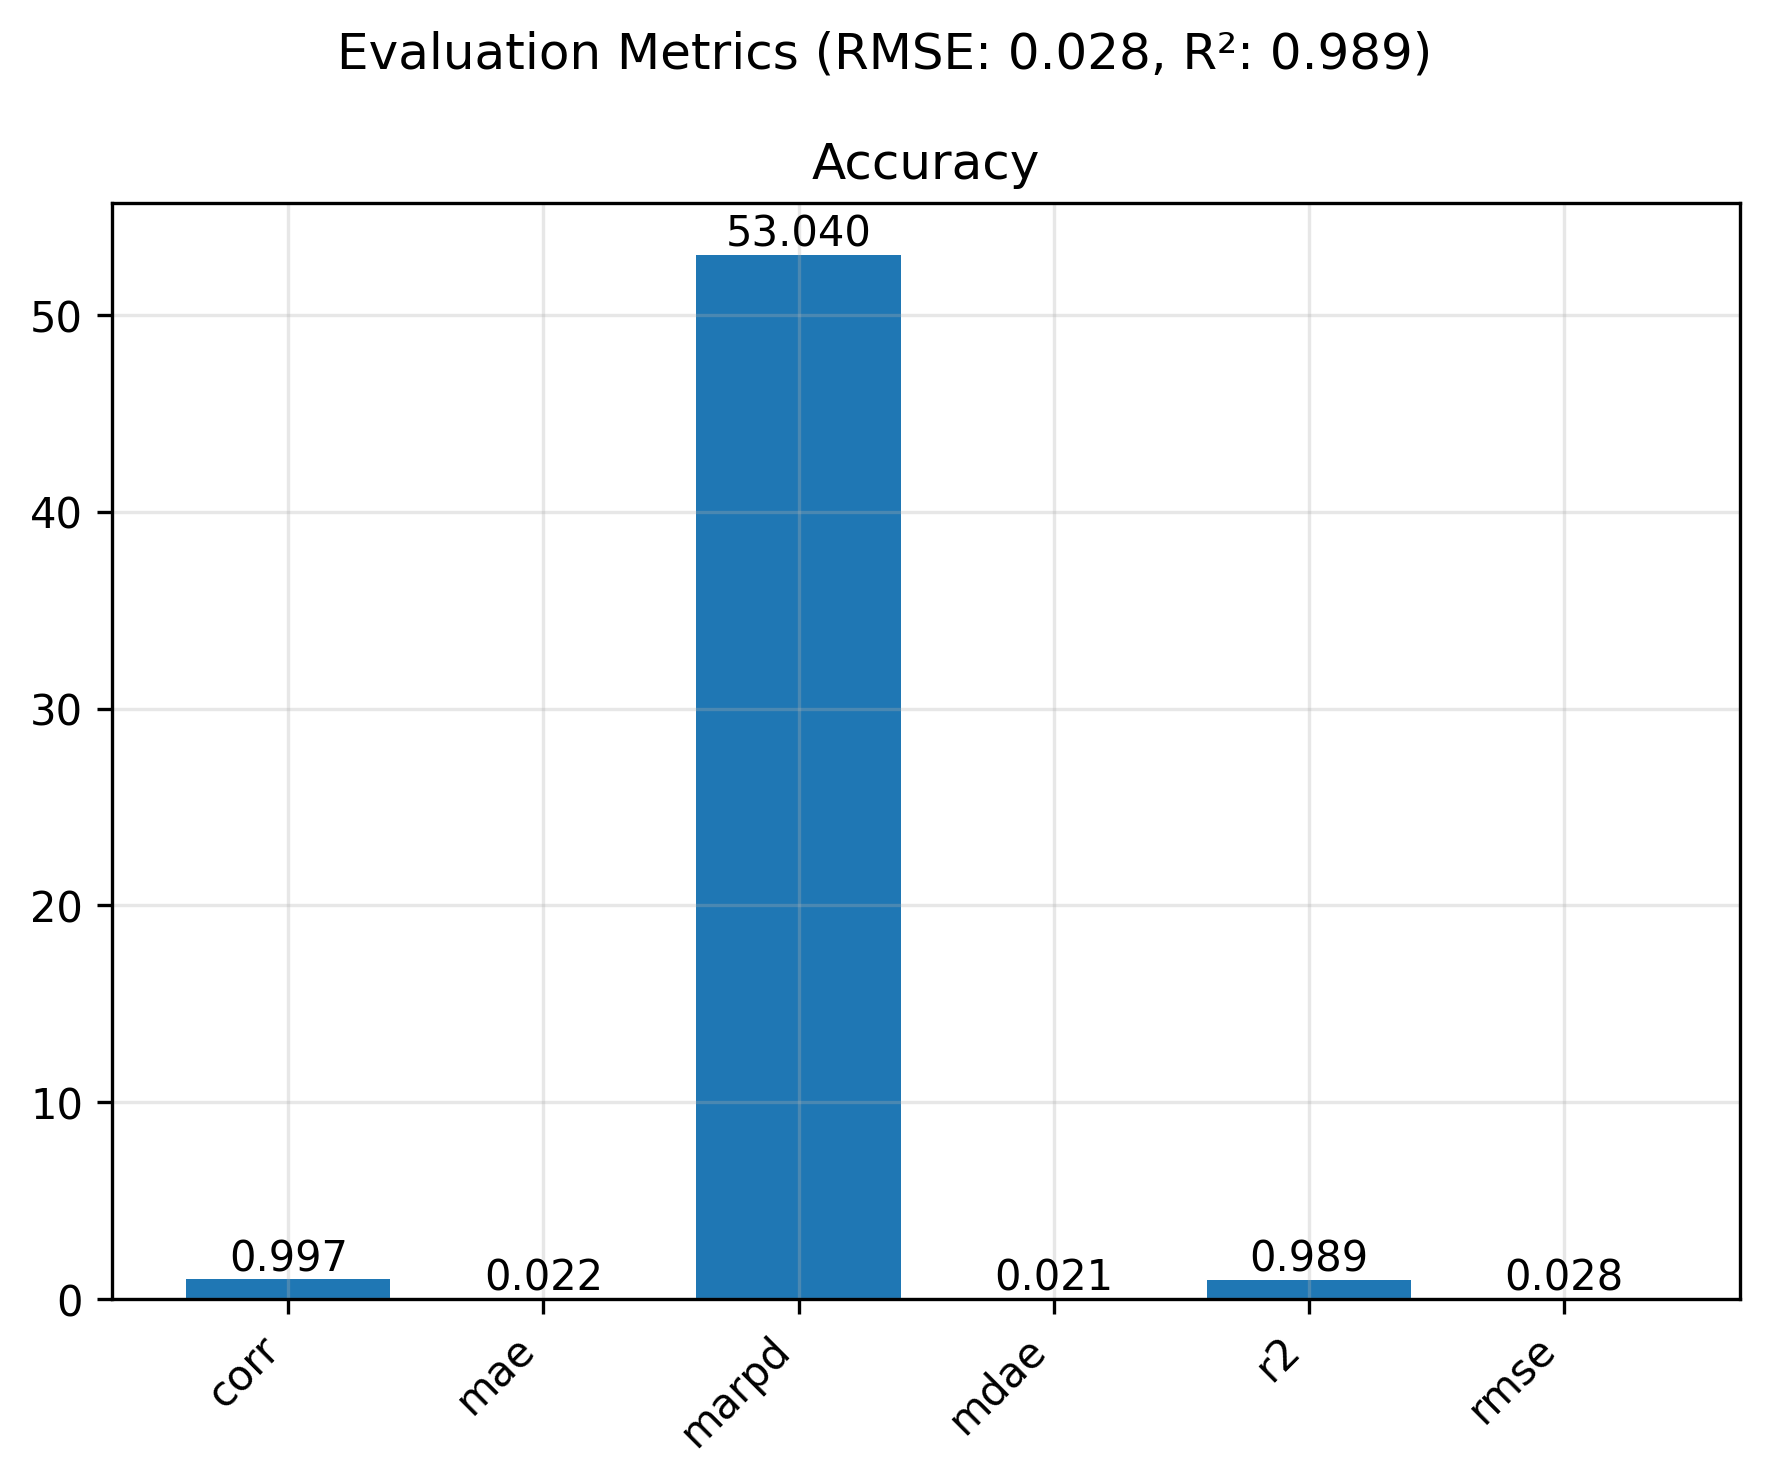 Evaluation Metrics (RMSE: 0.028, R²: 0.989)
Accuracy
53.040
50
40
30
20
10
0.997
0.022
0.021
0.989
0.028
0
corr
mae
marpd
mdae
r2
rmse